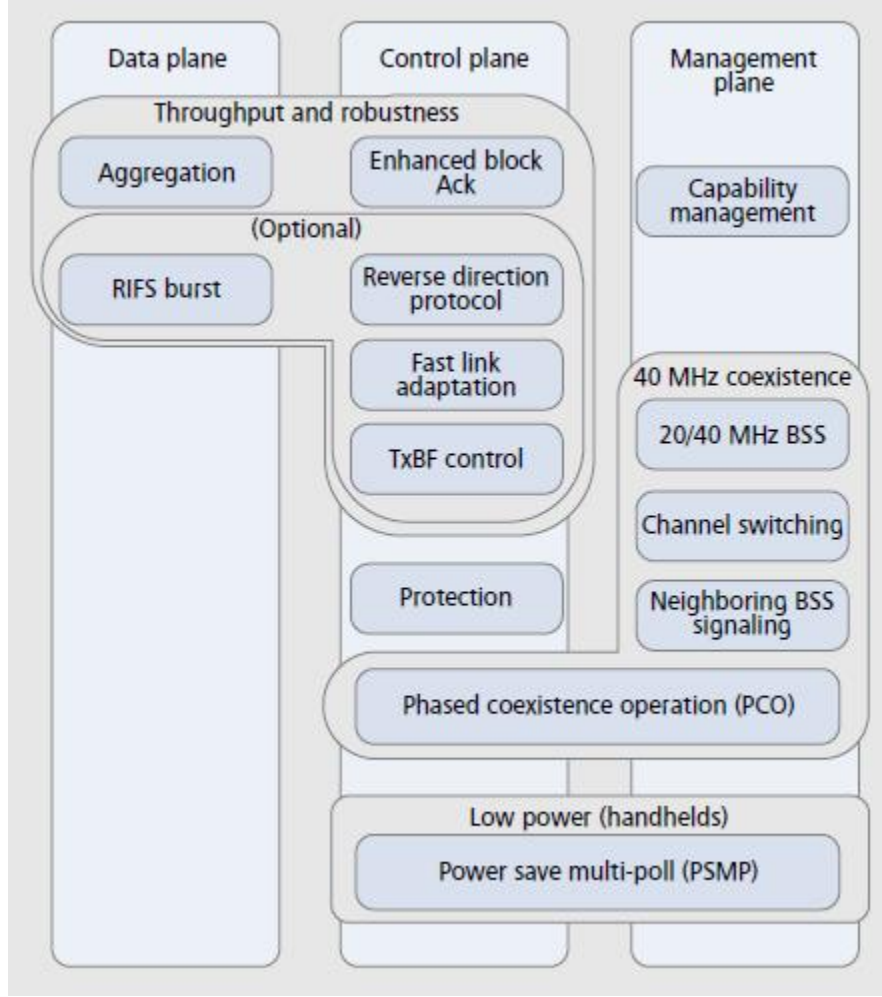 Data plane
Control plane
Management
plane
Throughput and robustness
Aggregation
Enhanced block
Ack
Capability
management
(Optional)
RIFS burst
Reverse direction
protocol
Fast link
adaptation
40 MHz coexistence
TxBF control
20/40 MHz BSS
Channel switching
Protection
Neighboring BSS
signaling
Phased coexistence operation (PCO)
Low power (handhelds)
Power save multi-poll (PSMP)